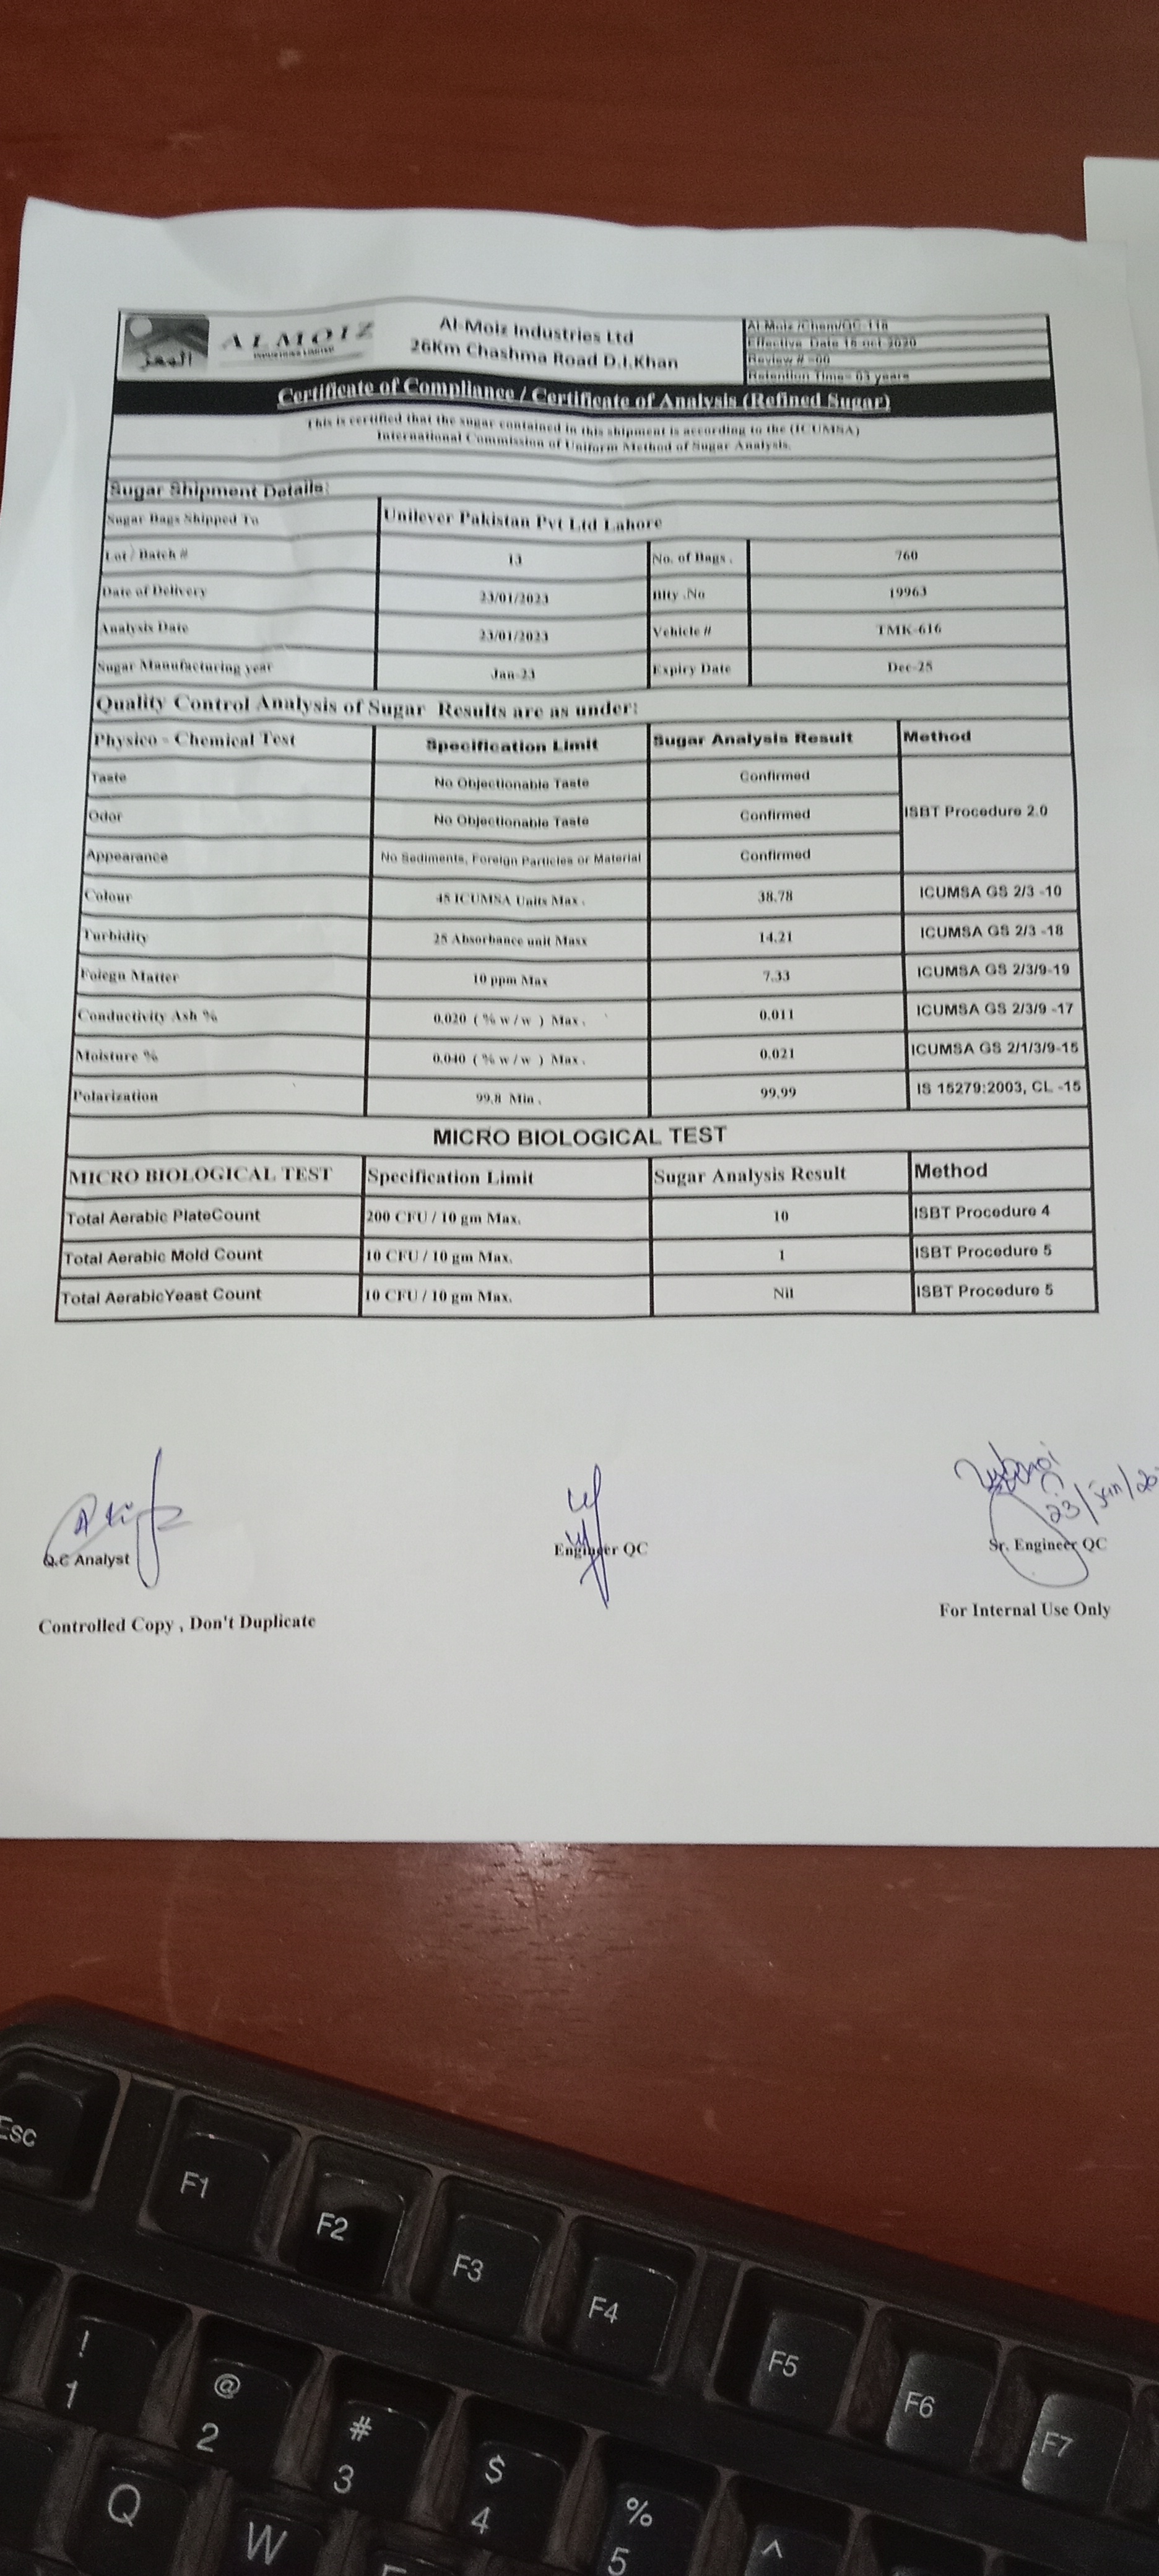 المعز
ALMOIZ
INDUSTRIES LIMITED
Al-Moiz Industries Ltd
26Km Chashma Road D.I.Khan
Al-Moiz /Chem/QC-118
Effective Date 16 oct 2020
Review # -00
Retention Time= 03 years
Certificate of Compliance / Certificate of Analysis (Refined Sugar)
This is certified that the sugar contained in this shipment is according to the (ICUMSA)
International Commission of Uniform Method of Sugar Analysis.
Sugar Shipment Details:
Sugar Bags Shipped To Unilever Pakistan Pvt Ltd Lahore
Lot / Batch # 13 No. of Bags . 760
Date of Delivery 23/01/2023 Blty .No 19963
Analysis Date 23/01/2023 Vehicle # TMK-616
Sugar Manufacturing year Jan-23 Expiry Date Dec-25
Quality Control Analysis of Sugar Results are as under:
Physico - Chemical Test Specification Limit Sugar Analysis Result Method
Taste No Objectionable Taste Confirmed
Odor No Objectionable Taste Confirmed ISBT Procedure 2.0
Appearance No Sediments, Foreign Particles or Material Confirmed
Colour 45 ICUMSA Units Max . 38.78 ICUMSA GS 2/3 -10
Turbidity 25 Absorbance unit Maxx 14.21 ICUMSA GS 2/3 -18
Foiegn Matter 10 ppm Max 7.33 ICUMSA GS 2/3/9-19
Conductivity Ash % 0.020 ( % w / w ) Max . 0.011 ICUMSA GS 2/3/9 -17
Moisture % 0.040 ( % w / w ) Max . 0.021 ICUMSA GS 2/1/3/9-15
Polarization 99.8 Min . 99.99 IS 15279:2003, CL -15
MICRO BIOLOGICAL TEST
MICRO BIOLOGICAL TEST Specification Limit Sugar Analysis Result Method
Total Aerabic PlateCount 200 CFU / 10 gm Max. 10 ISBT Procedure 4
Total Aerabic Mold Count 10 CFU / 10 gm Max. 1 ISBT Procedure 5
Total AerabicYeast Count 10 CFU / 10 gm Max. Nil ISBT Procedure 5
23/Jan/20
Q.C Analyst Engineer QC Sr. Engineer QC
Controlled Copy , Don't Duplicate For Internal Use Only
Esc F1 F2 F3 F4 F5 F6 F7
! @ # $ % ^
1 2 3 4 5
Q W